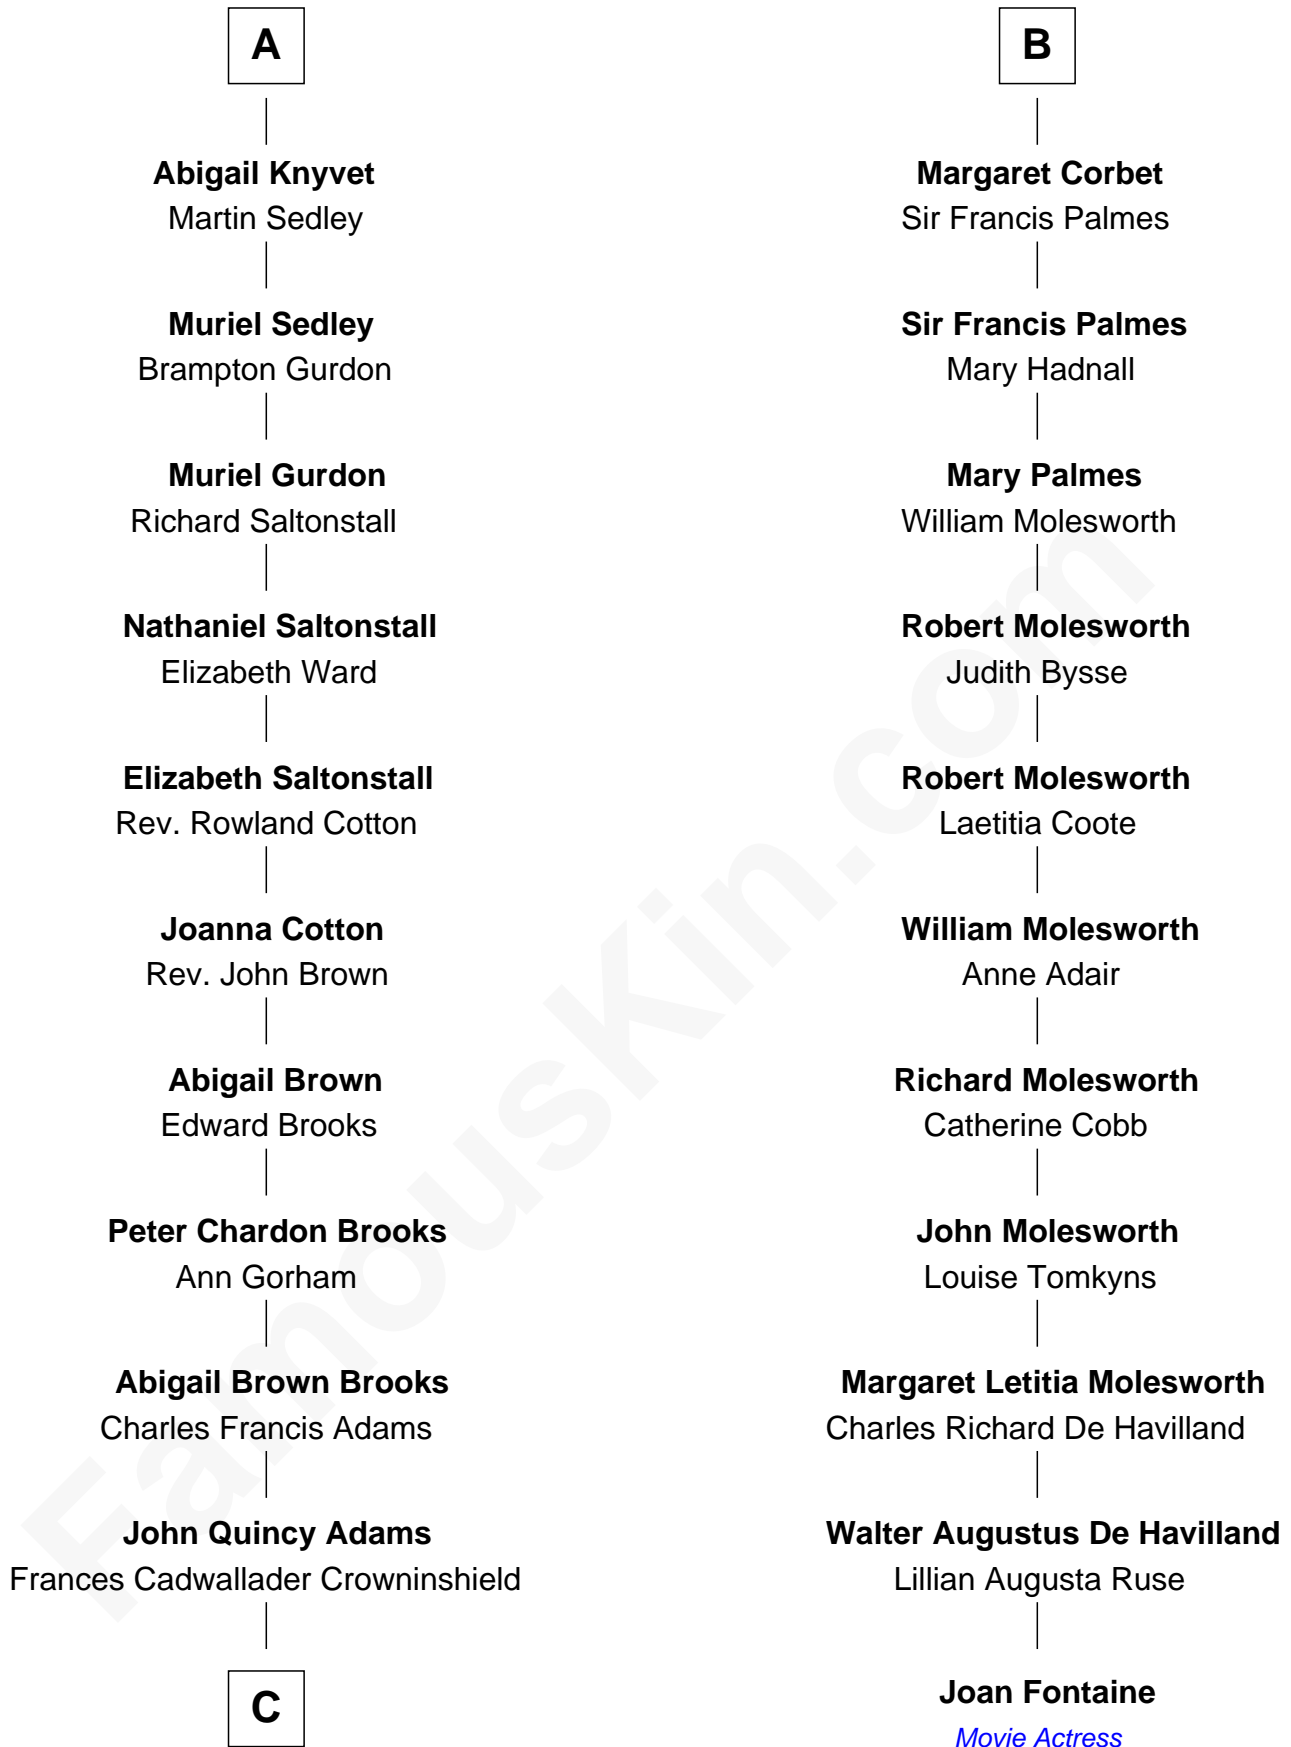 A
Abigail Knyvet
Martin Sedley
Muriel Sedley
Brampton Gurdon
Muriel Gurdon
Richard Saltonstall
Nathaniel Saltonstall
Elizabeth Ward
Elizabeth Saltonstall
Rev. Rowland Cotton
Joanna Cotton
Rev. John Brown
Abigail Brown
Edward Brooks
Peter Chardon Brooks
Ann Gorham
Abigail Brown Brooks
Charles Francis Adams
John Quincy Adams
Frances Cadwallader Crowninshield
C
B
Margaret Corbet
Sir Francis Palmes
Sir Francis Palmes
Mary Hadnall
Mary Palmes
William Molesworth
Robert Molesworth
Judith Bysse
Robert Molesworth
Laetitia Coote
William Molesworth
Anne Adair
Richard Molesworth
Catherine Cobb
John Molesworth
Louise Tomkyns
Margaret Letitia Molesworth
Charles Richard De Havilland
Walter Augustus De Havilland
Lillian Augusta Ruse
Joan Fontaine
Movie Actress
FamousKin.com